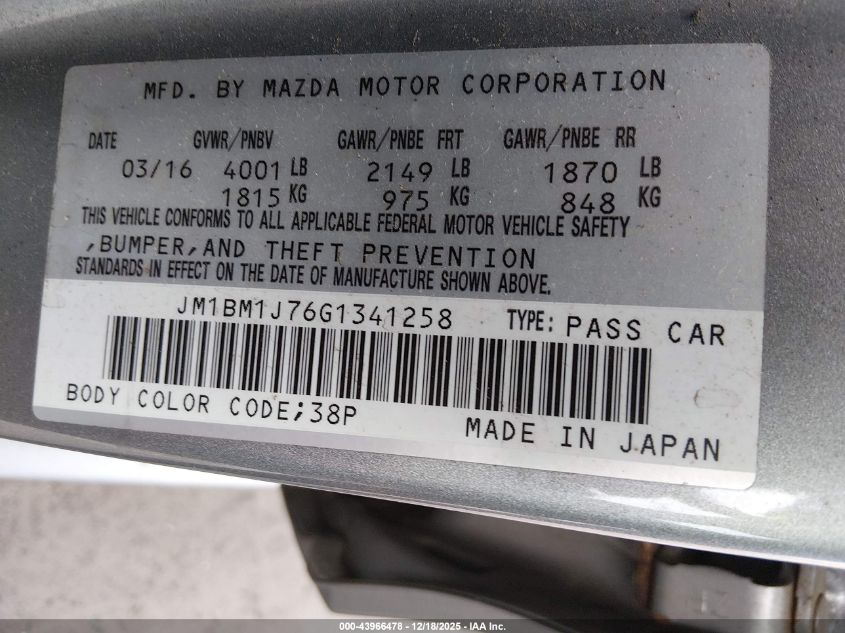 MFD. BY MAZDA MOTOR CORPORATION
DATE GVWR/PNBV GAWR/PNBE FRT GAWR/PNBE RR
03/16 4001 LB 2149 LB 1870 LB
1815 KG 975 KG 848 KG
THIS VEHICLE CONFORMS TO ALL APPLICABLE FEDERAL MOTOR VEHICLE SAFETY
,BUMPER,AND THEFT PREVENTION
STANDARDS IN EFFECT ON THE DATE OF MANUFACTURE SHOWN ABOVE.
JM1BM1J76G1341258 TYPE: PASS CAR
BODY COLOR CODE;38P
MADE IN JAPAN
000-43966478 - 12/18/2025 - IAA, Inc.